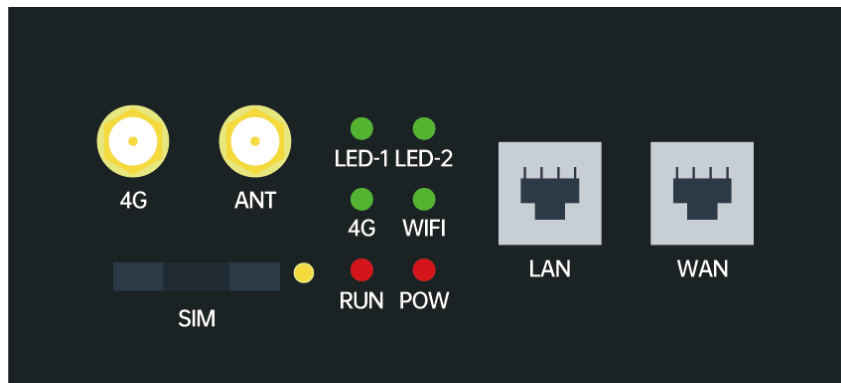 LED-1 LED-2
4G ANT
4G WIFI
LAN WAN
RUN POW
SIM